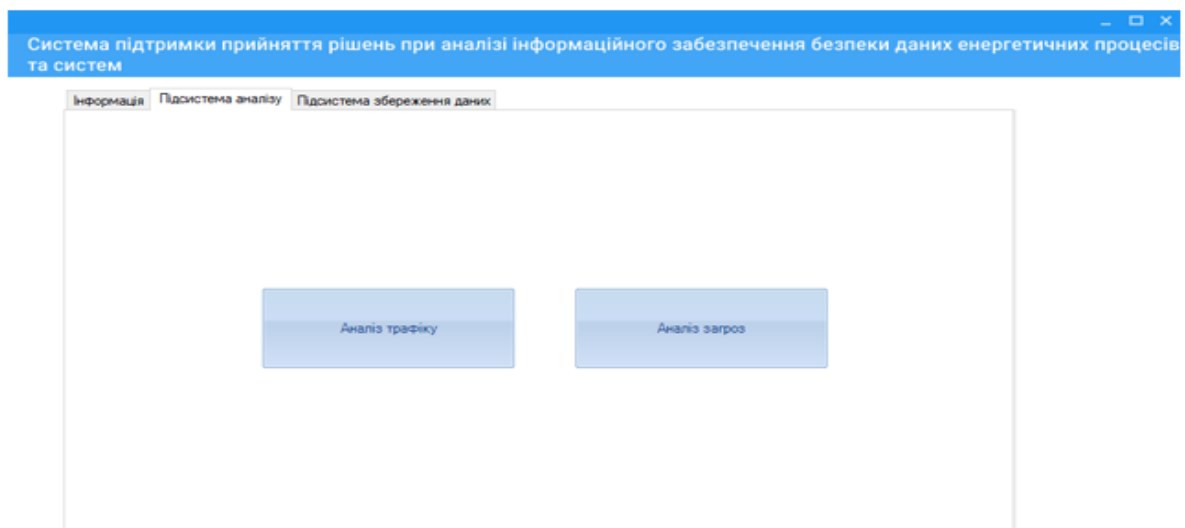 Система підтримки прийняття рішень при аналізі інформаційного забезпечення безпеки даних енергетичних процесів
та систем
Інформація Підсистема аналізу Підсистема збереження даних
Аналіз трафіку Аналіз загроз